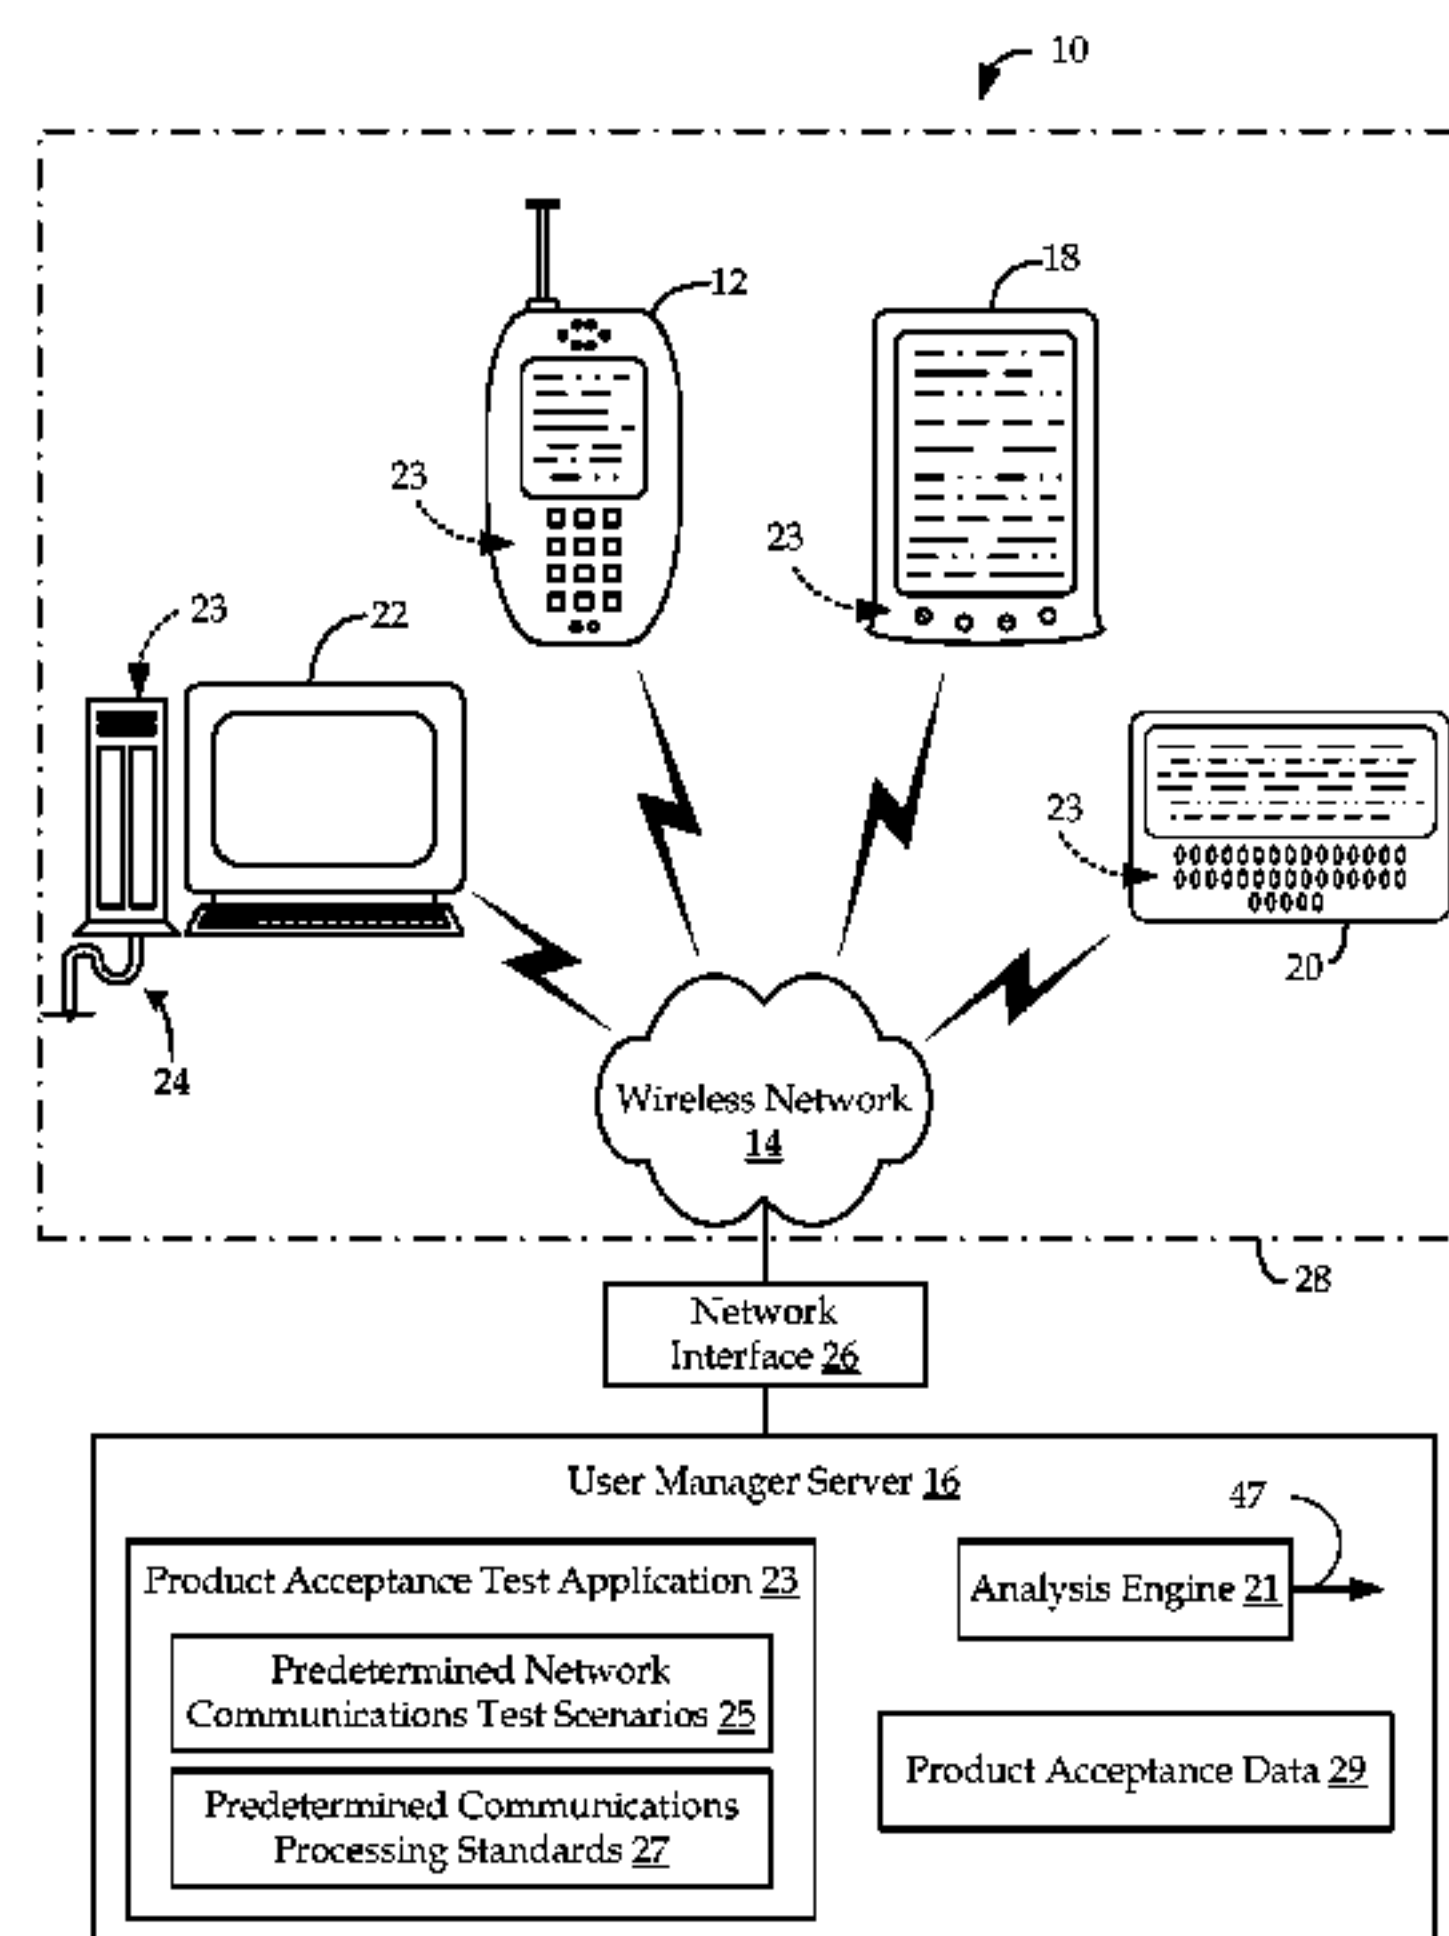 10
12
18
23
23
23
22
23
20
24
Wireless Network
14
28
Network
Interface 26
User Manager Server 16
47
Product Acceptance Test Application 23
Analysis Engine 21
Predetermined Network
Communications Test Scenarios 25
Product Acceptance Data 29
Predetermined Communications
Processing Standards 27